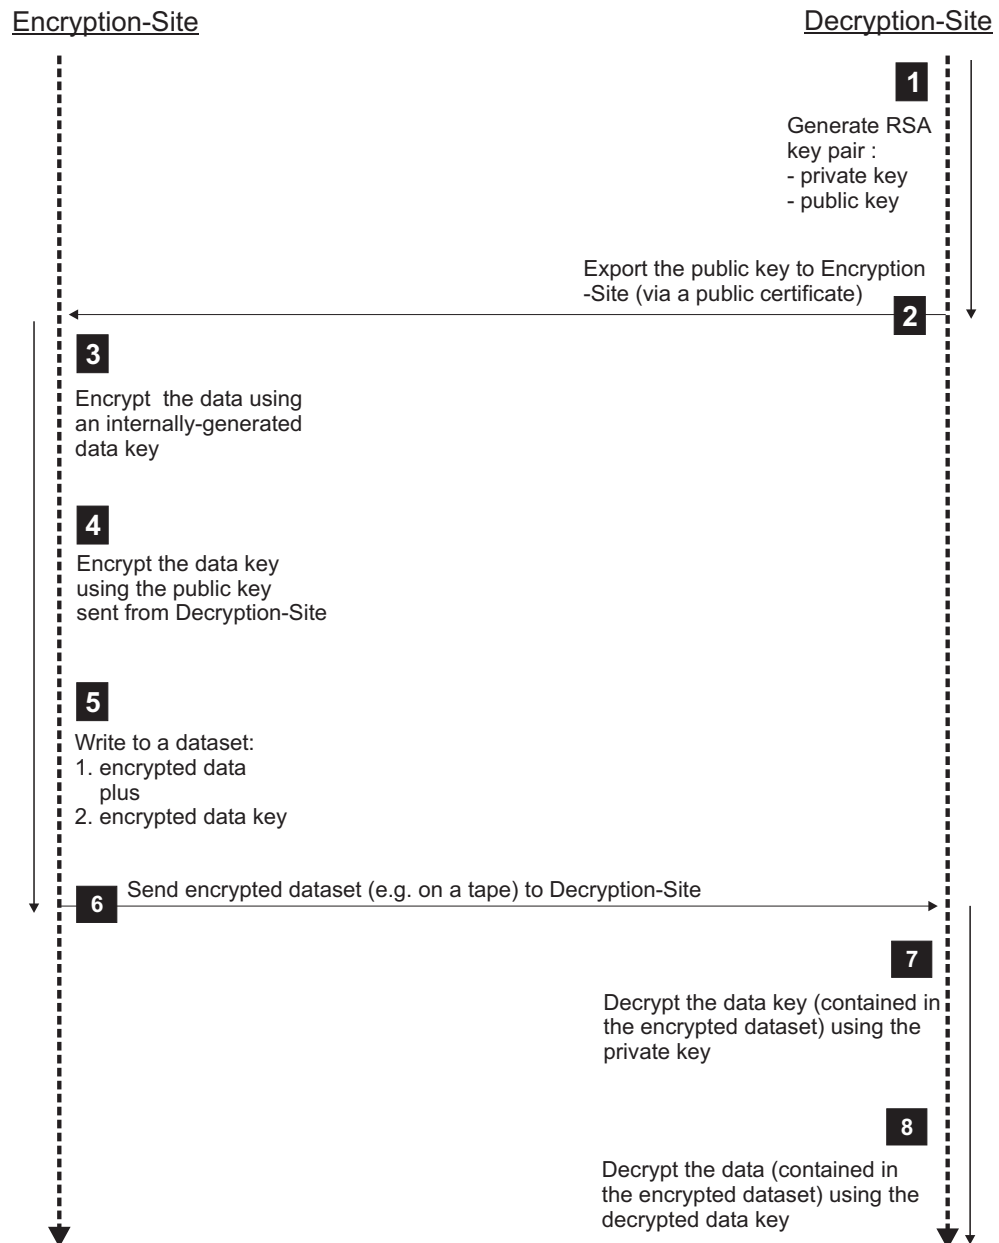 Encryption-Site
Decryption-Site
1
Generate RSA
key pair :
- private key
- public key
Export the public key to Encryption
-Site (via a public certificate)
2
3
Encrypt the data using
an internally-generated
data key
4
Encrypt the data key
using the public key
sent from Decryption-Site
5
Write to a dataset:
1. encrypted data
plus
2. encrypted data key
6
Send encrypted dataset (e.g. on a tape) to Decryption-Site
7
Decrypt the data key (contained in
the encrypted dataset) using the
private key
8
Decrypt the data (contained in
the encrypted dataset) using the
decrypted data key